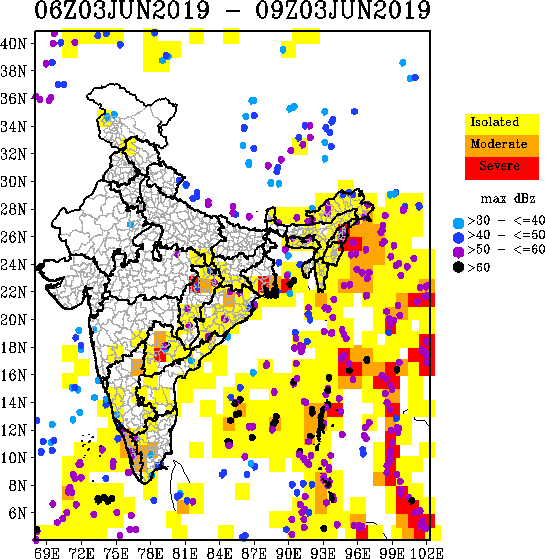 06Z03JUN2019 - 09Z03JUN2019
40N
38N
36N
34N
32N
30N
28N
26N
24N
22N
20N
18N
16N
14N
12N
10N
8N
6N
69E 72E 75E 78E 81E 84E 87E 90E 93E 96E 99E 102E
Isolated
Moderate
Severe
max dBz
>30 - <=40
>40 - <=50
>50 - <=60
>60